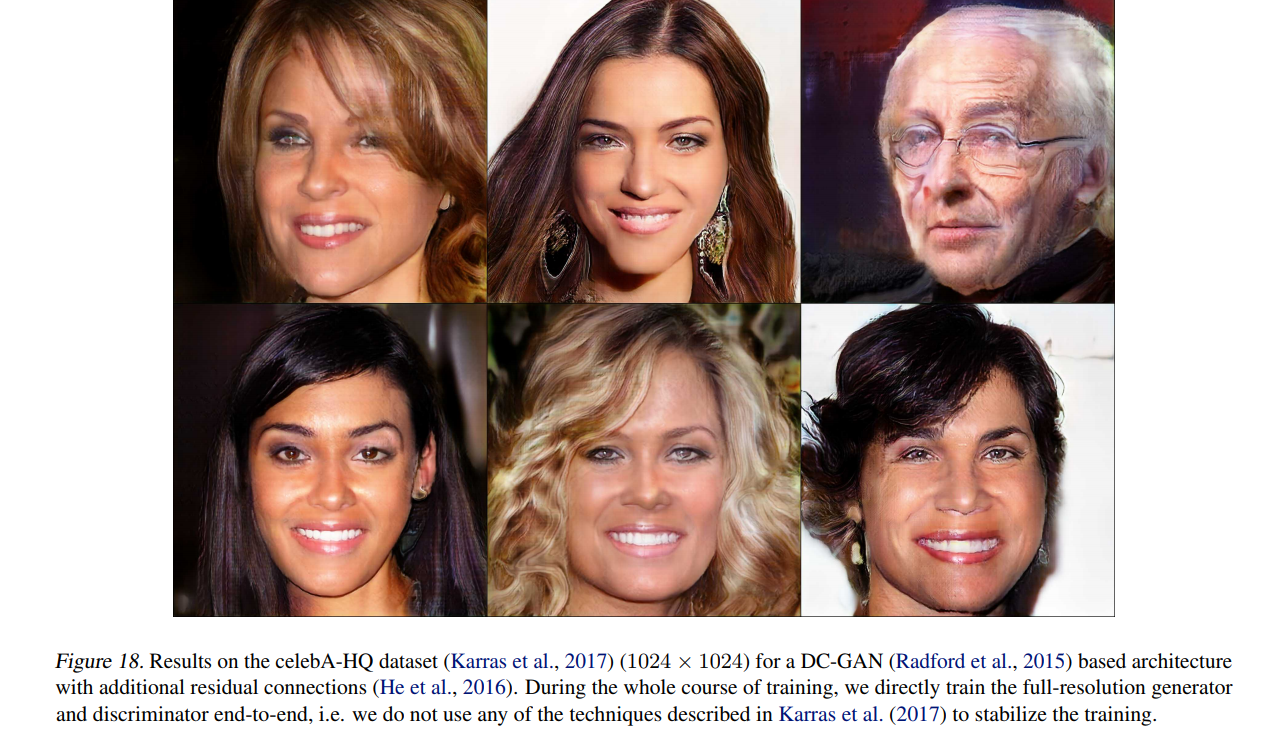 Figure 18. Results on the celebA-HQ dataset (Karras et al., 2017) (1024 × 1024) for a DC-GAN (Radford et al., 2015) based architecture
with additional residual connections (He et al., 2016). During the whole course of training, we directly train the full-resolution generator
and discriminator end-to-end, i.e. we do not use any of the techniques described in Karras et al. (2017) to stabilize the training.